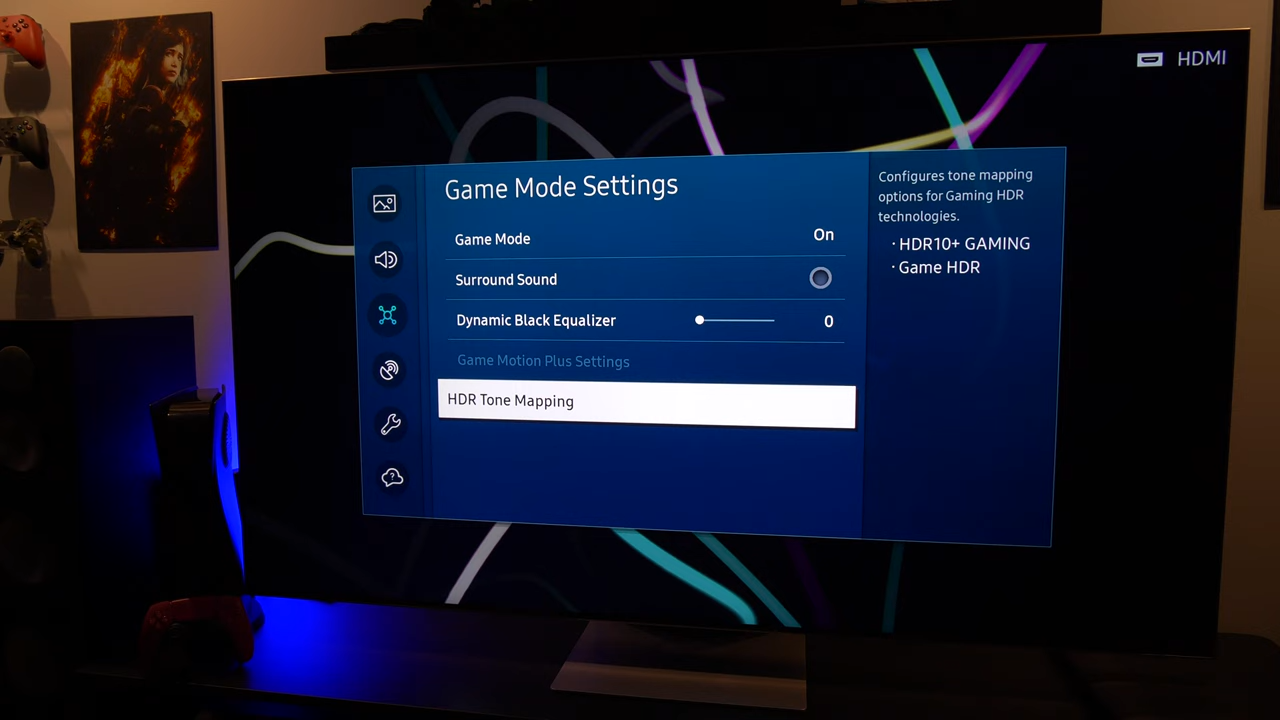 HDMI
Game Mode Settings
Game Mode On
Surround Sound
Dynamic Black Equalizer 0
Game Motion Plus Settings
HDR Tone Mapping
Configures tone mapping
options for Gaming HDR
technologies.
· HDR10+ GAMING
· Game HDR